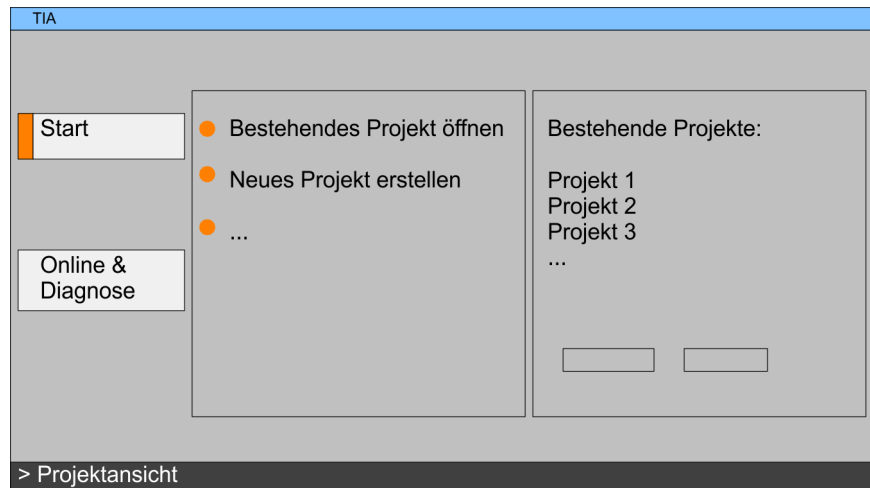 TIA
Start
Online &
Diagnose
Bestehendes Projekt öffnen
Neues Projekt erstellen
...
Bestehende Projekte:
Projekt 1
Projekt 2
Projekt 3
...
> Projektansicht